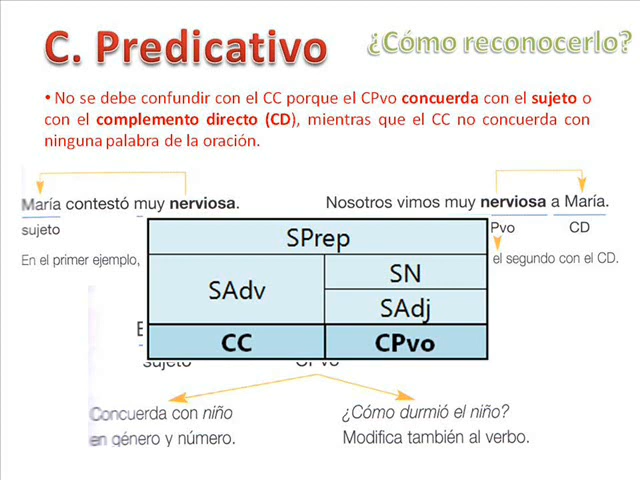 C. Predicativo
¿Cómo reconocerlo?
• No se debe confundir con el CC porque el CPvo concuerda con el sujeto o
con el complemento directo (CD), mientras que el CC no concuerda con
ninguna palabra de la oración.
María contestó muy nerviosa.
sujeto
Nosotros vimos muy nerviosa a María.
Pvo CD
En el primer ejemplo,
el segundo con el CD.
SPrep
SAdv
SN
SAdj
CC
CPvo
E
sujeto
CPvo
Concuerda con niño
en género y número.
¿Cómo durmió el niño?
Modifica también al verbo.